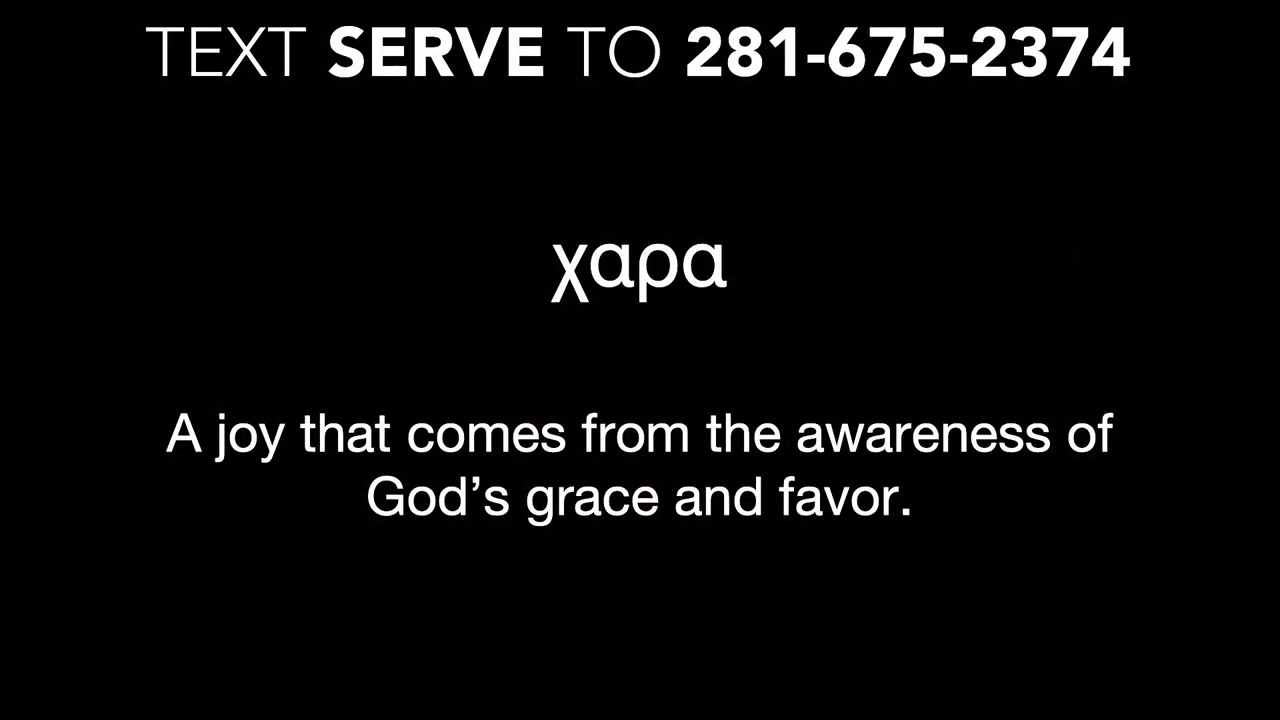 TEXT SERVE TO 281-675-2374
χαρα
A joy that comes from the awareness of
God’s grace and favor.